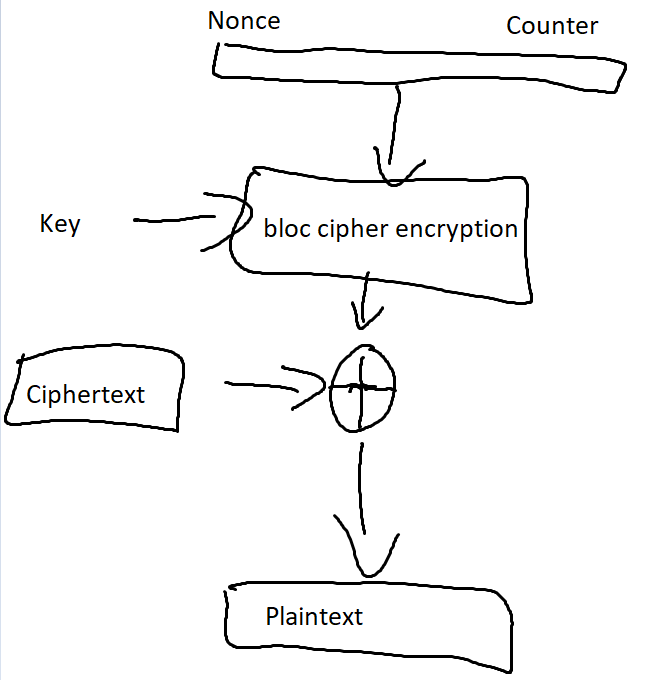 Nonce
Counter
Key
bloc cipher encryption
Ciphertext
Plaintext